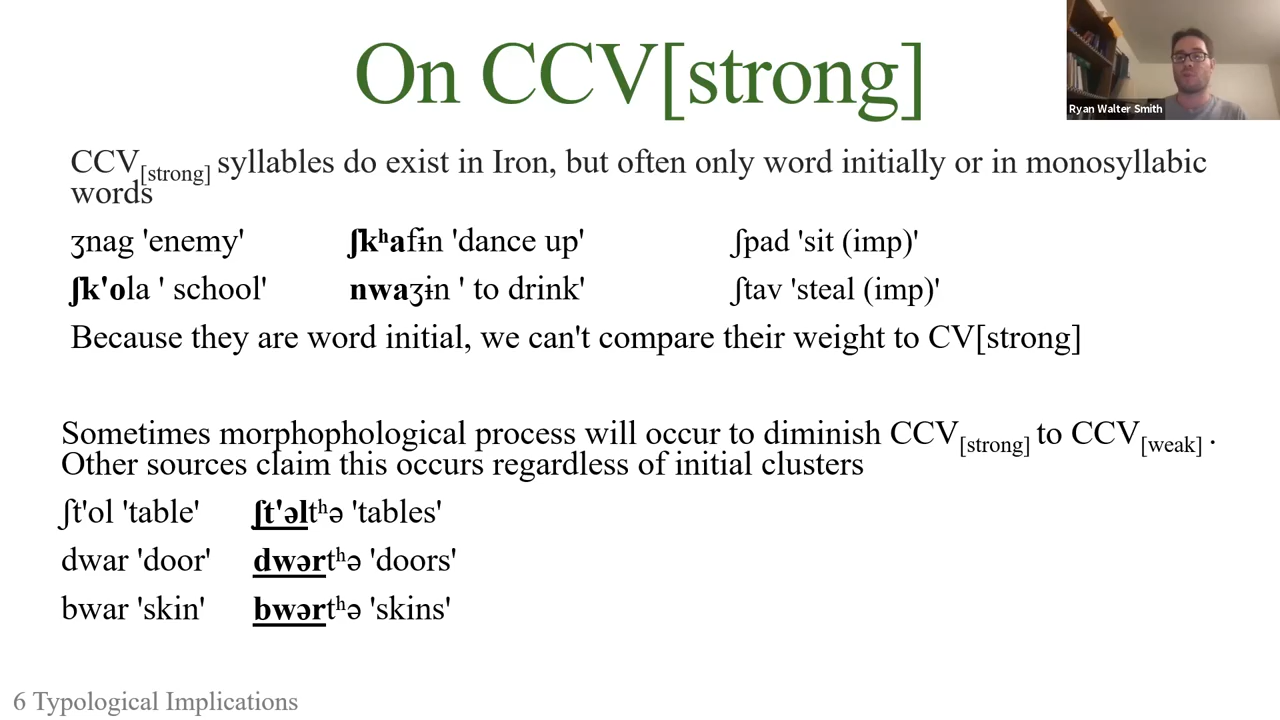 On CCV[strong]
Ryan Walter Smith
CCV[strong] syllables do exist in Iron, but often only word initially or in monosyllabic
words
ʒnag 'enemy' ʃkʰafɨn 'dance up' ʃpad 'sit (imp)'
ʃk'ola ' school' nwaʒɨn ' to drink' ʃtav 'steal (imp)'
Because they are word initial, we can't compare their weight to CV[strong]
Sometimes morphophological process will occur to diminish CCV[strong] to CCV[weak] .
Other sources claim this occurs regardless of initial clusters
ʃt'ol 'table' ʃt'əltʰə 'tables'
dwar 'door' dwərtʰə 'doors'
bwar 'skin' bwərtʰə 'skins'
6 Typological Implications